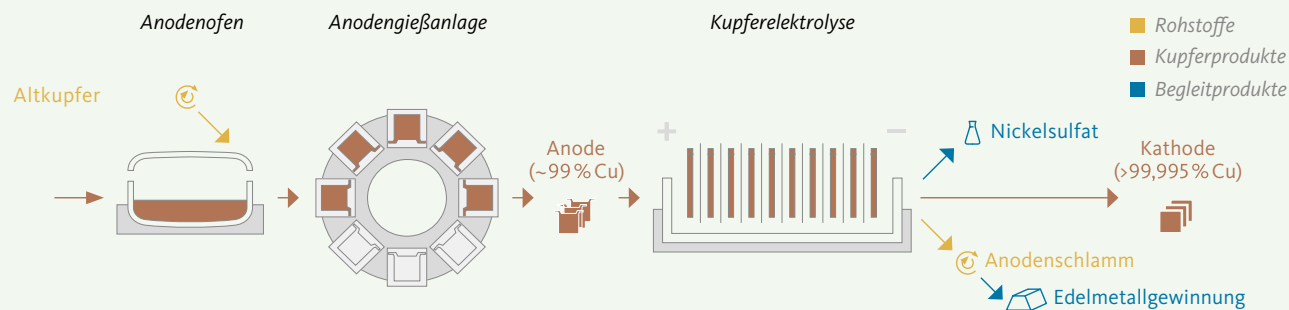 Anodenofen
Anodengießanlage
Kupferelektrolyse
Rohstoffe
Kupferprodukte
Begleitprodukte
Altkupfer
+
–
Nickelsulfat
Anode
(~99 % Cu)
Kathode
(>99,995 % Cu)
Anodenschlamm
Edelmetallgewinnung